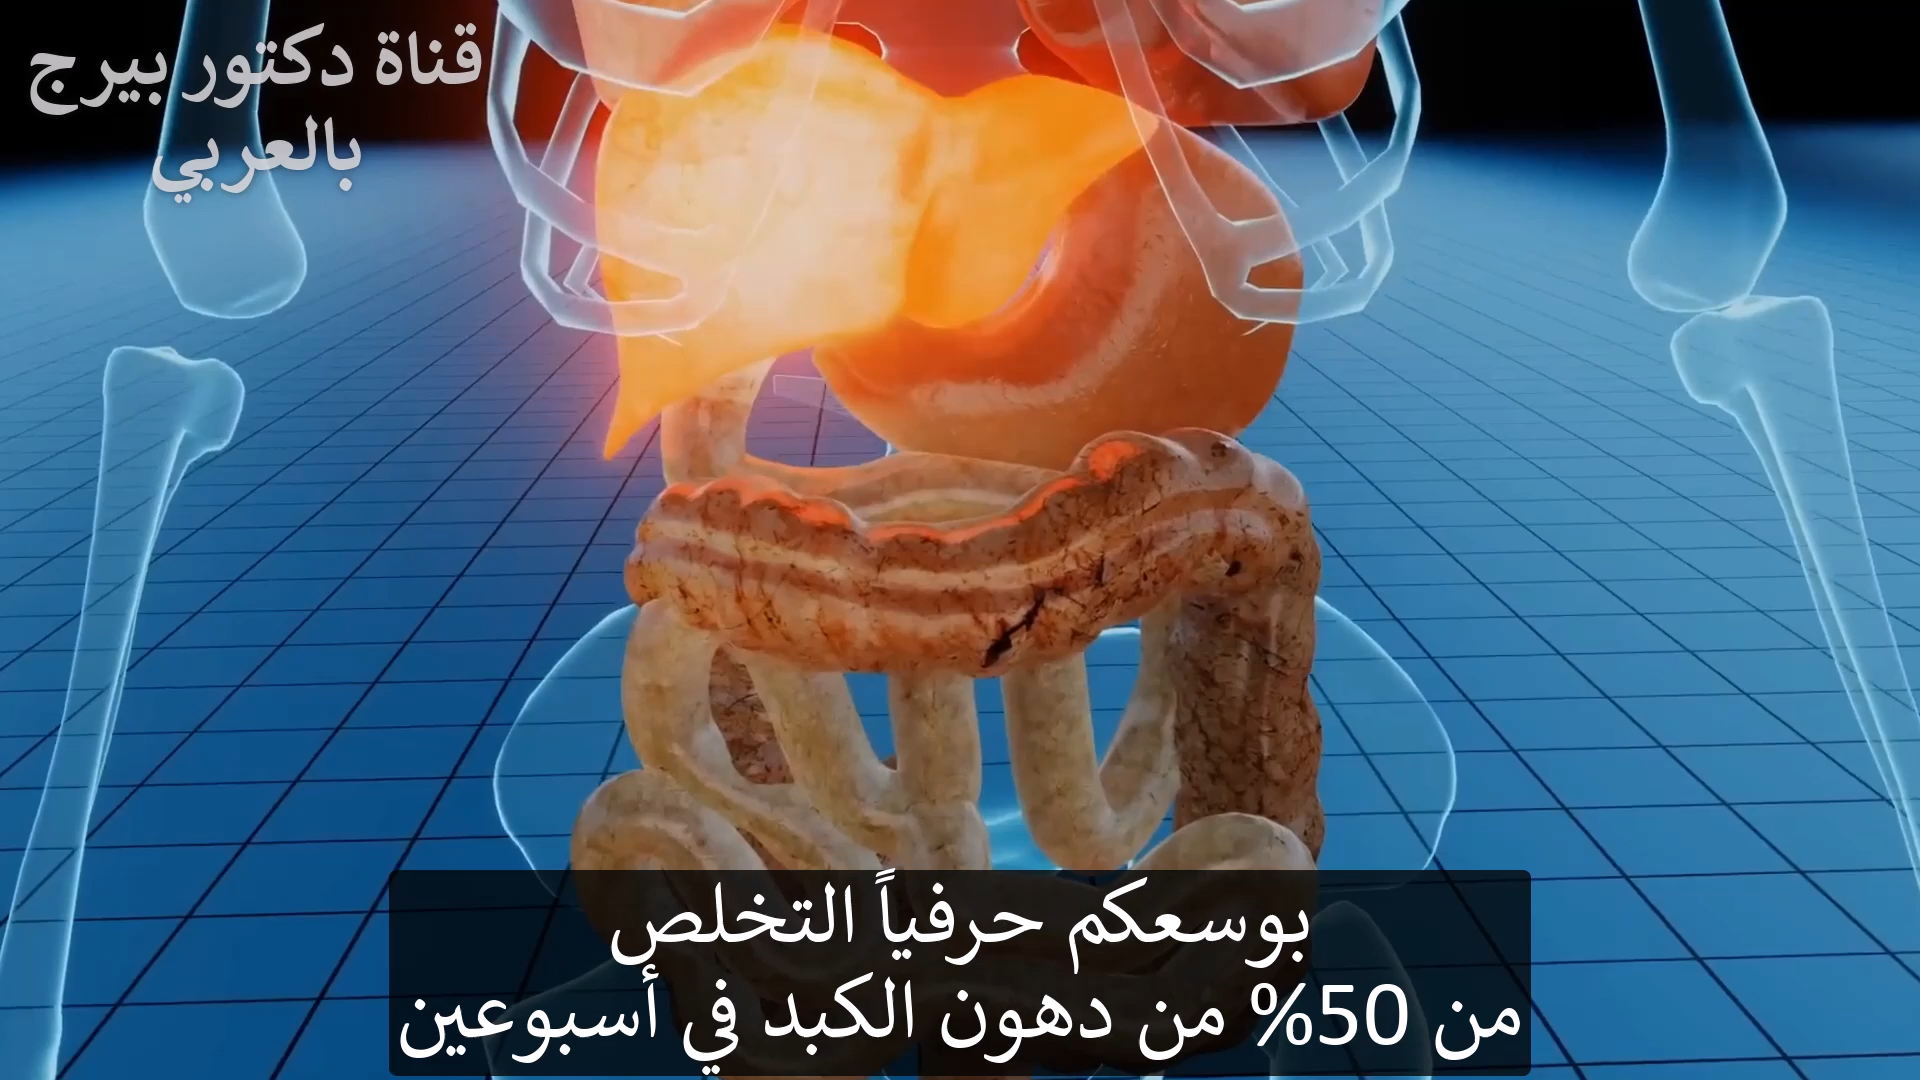 قناة دكتور بيرج
بالعربي
بوسعكم حرفياً التخلص
من 50% من دهون الكبد في أسبوعين